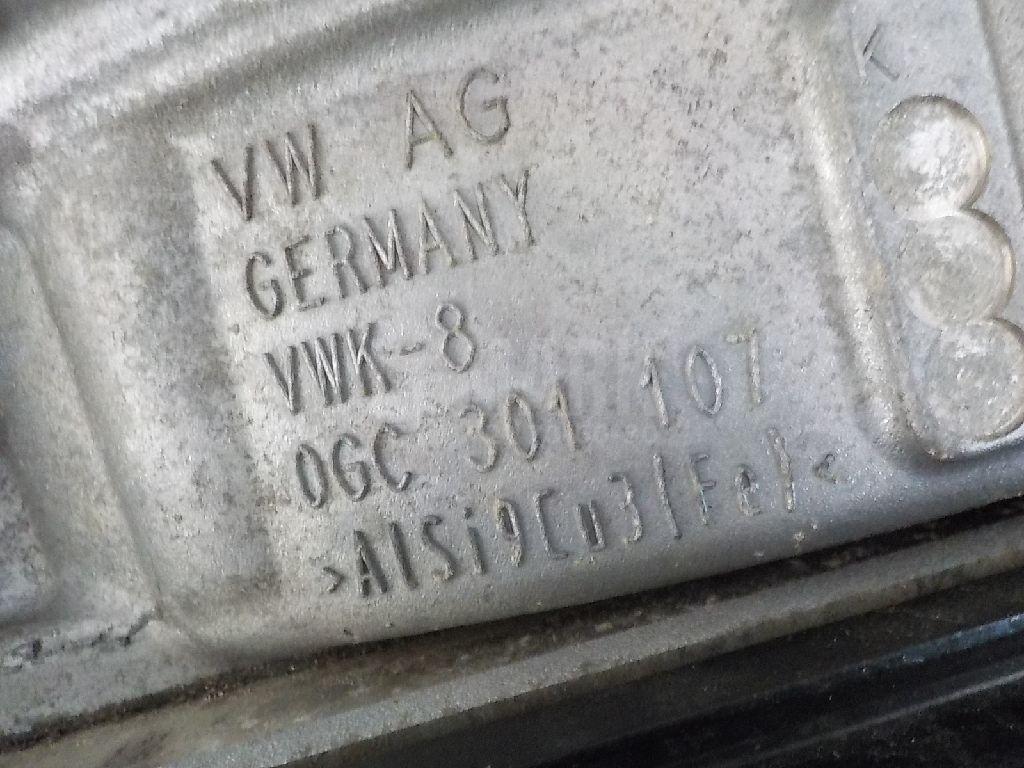 VW AG
GERMANY
VWK-8
0GC 301 107
>AlSi9Cu3(Fe)<
K